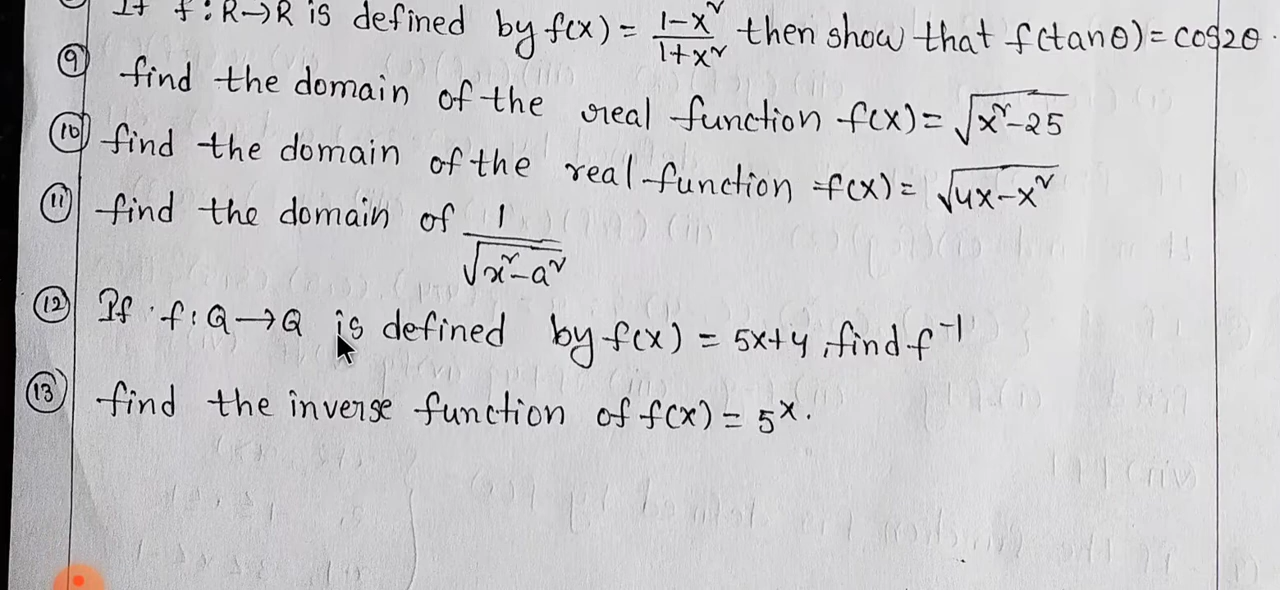 If f:R→R is defined by f(x) = (1-x²)/(1+x²) then show that f(tanθ) = cos2θ.
⑨ find the domain of the real function f(x) = √(x²-25)
⑩ find the domain of the real function f(x) = √(4x-x²)
⑪ find the domain of 1/√(x²-a²)
⑫ If f:Q→Q is defined by f(x) = 5x+4, find f⁻¹
⑬ find the inverse function of f(x) = 5ˣ.